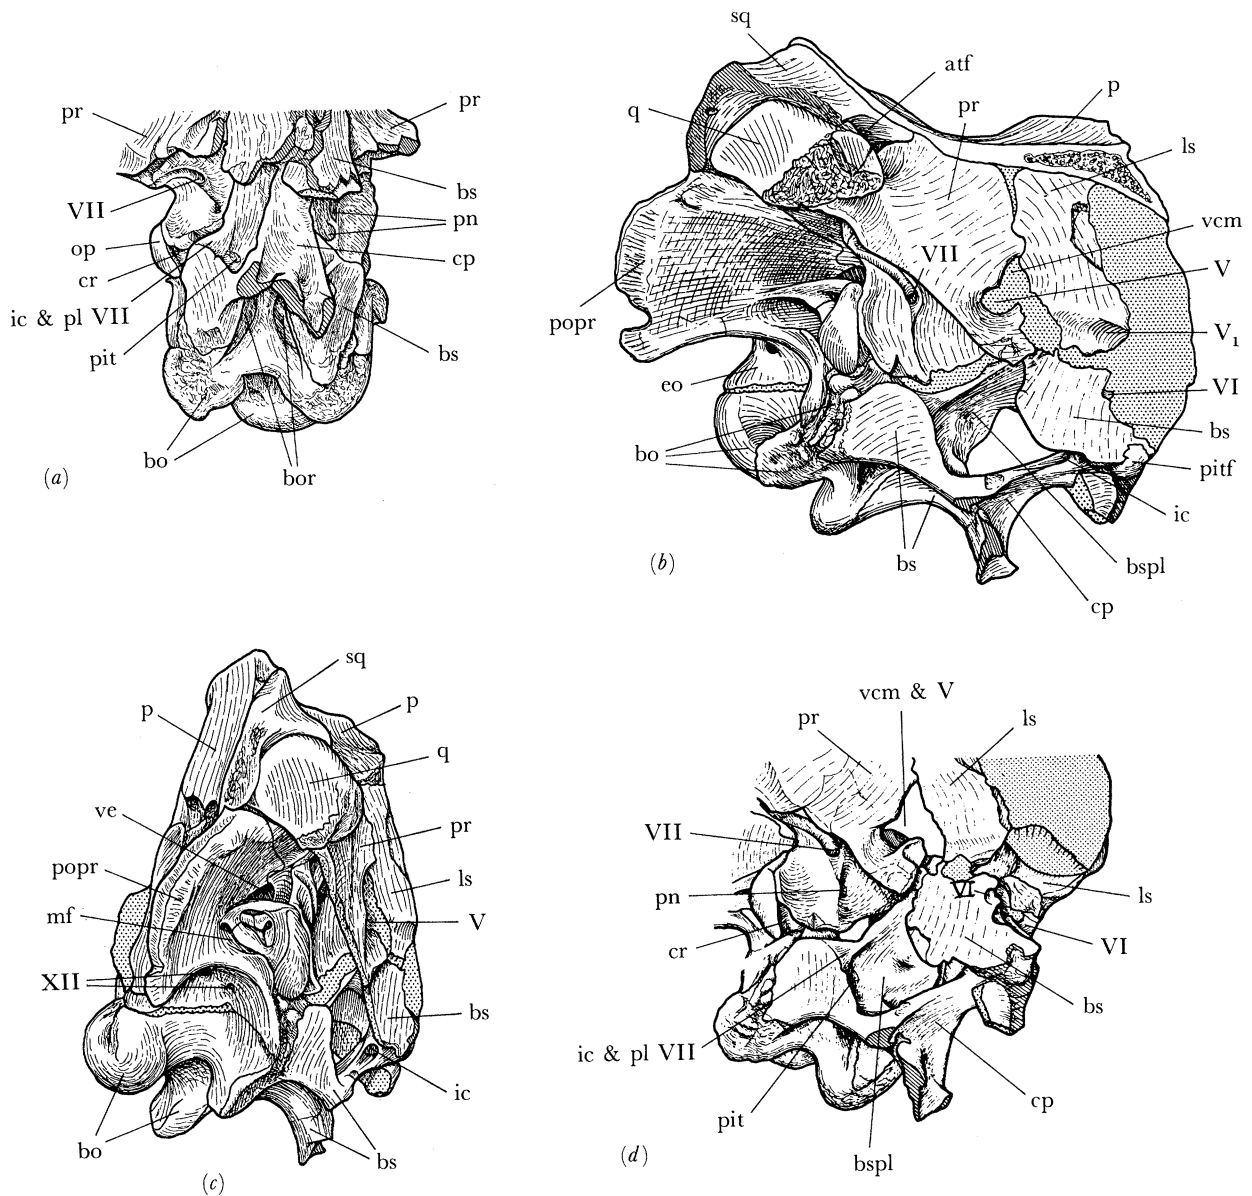 pr
pr
VII
bs
pn
op
cr
cp
ic & pl VII
pit
bs
bo
bor
(a)
sq
atf
q
pr
p
ls
vcm
VII
V
popr
V₁
eo
VI
bs
bo
pitf
ic
bs
bspl
cp
(b)
sq
p
p
q
ve
pr
popr
ls
mf
V
XII
bs
ic
bo
bs
(c)
vcm & V
pr
ls
VII
pn
VI
ls
cr
VI
bs
ic & pl VII
pit
cp
bspl
(d)